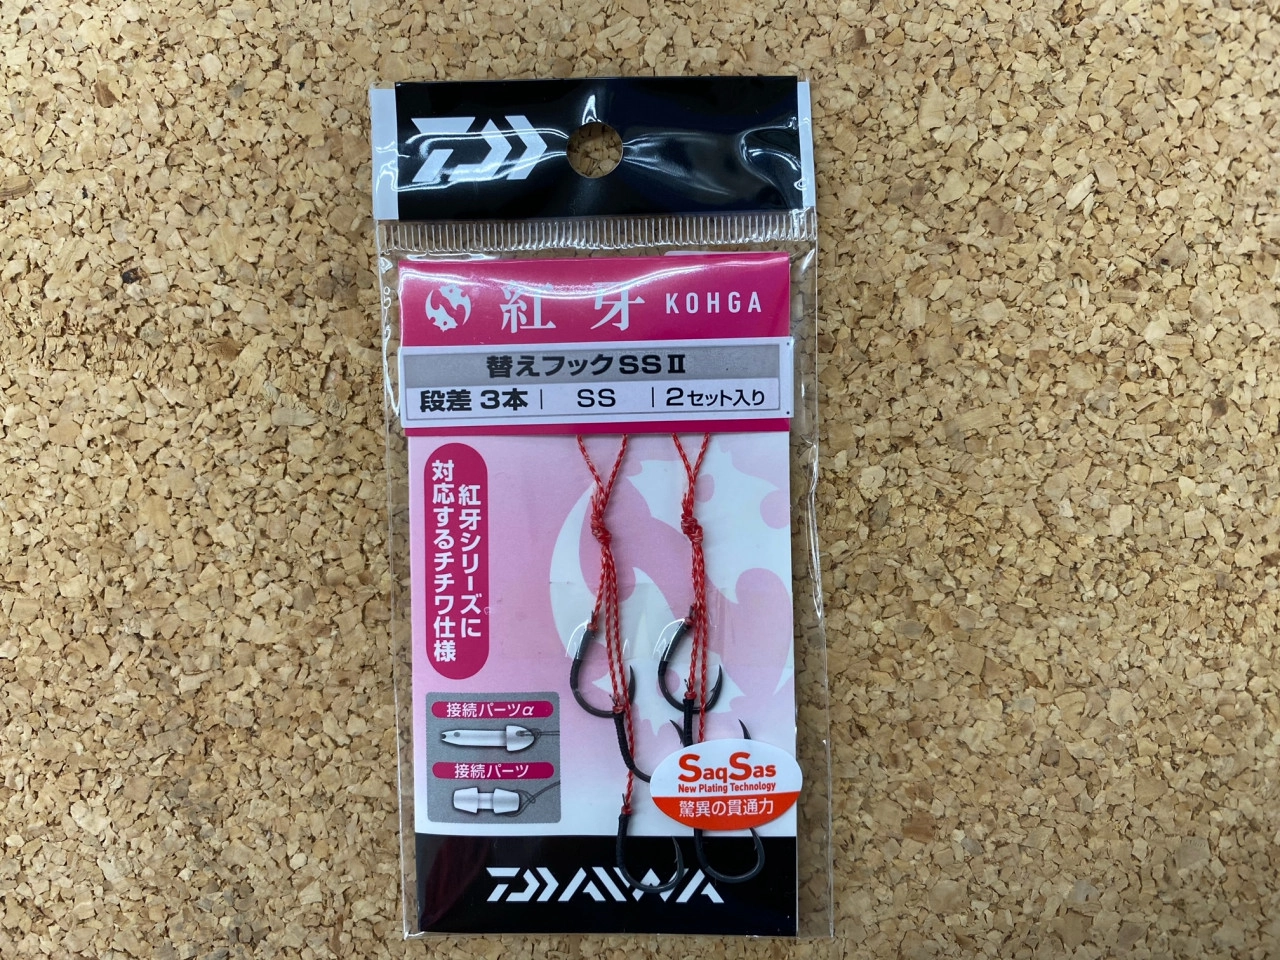 紅牙 KOHGA
替えフックSSⅡ
段差 3本 SS 2セット入り
紅牙シリーズに
対応するチチワ仕様
接続パーツα
接続パーツ
SaqSas
New Plating Technology
驚異の貫通力
DAIWA